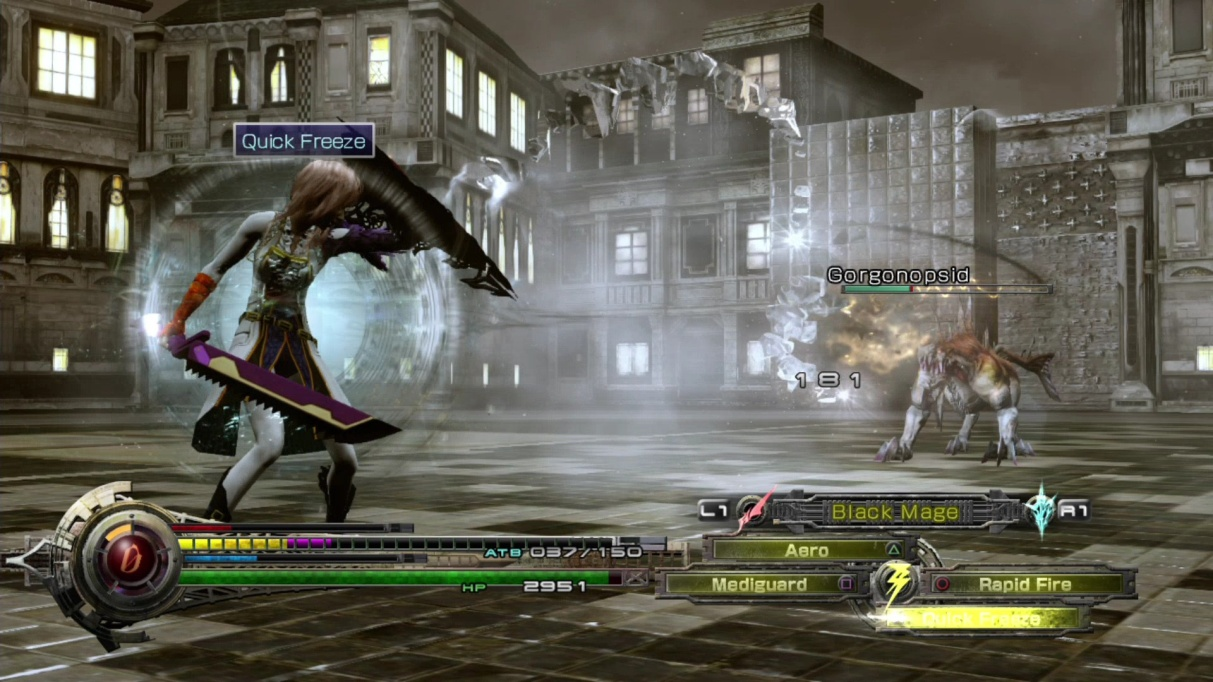 Quick Freeze
Gorgonopsid
181
L1 Black Mage R1
Aero
ATB 037/150
Mediguard Rapid Fire
HP 2951
Quick Freeze